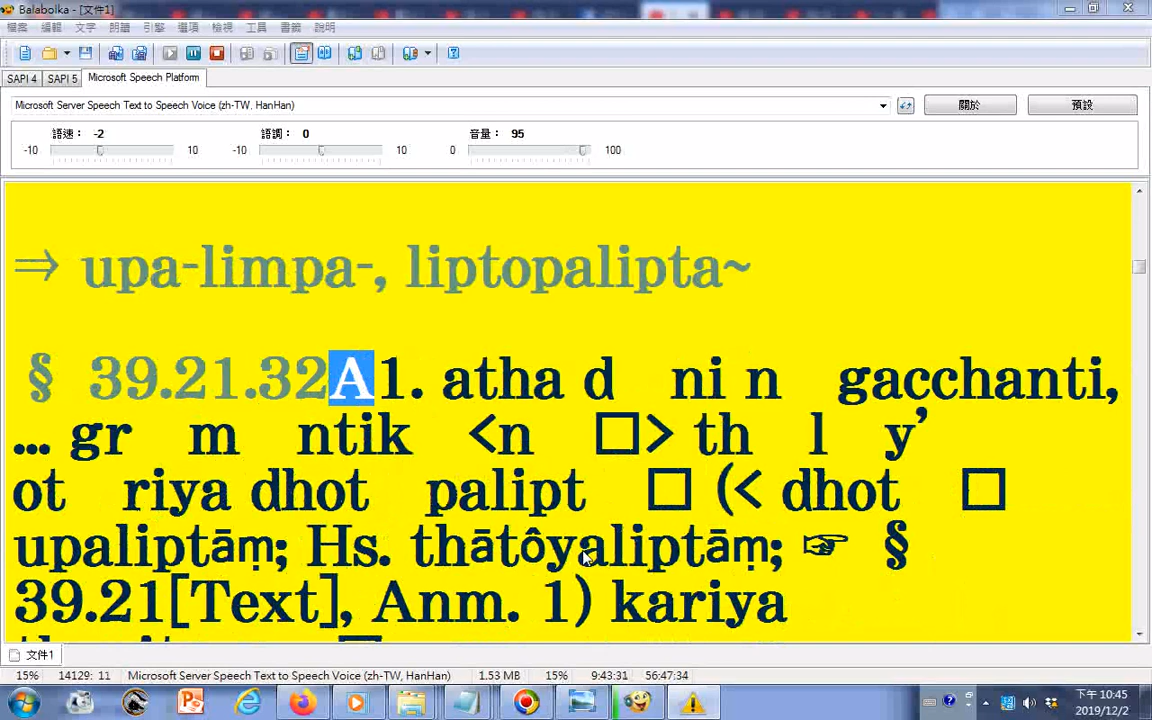 Balabolka - [文件1]
檔案 編輯 文字 朗讀 引擎 選項 檢視 工具 書籤 說明
SAPI 4 SAPI 5 Microsoft Speech Platform
Microsoft Server Speech Text to Speech Voice (zh-TW, HanHan) 關於 預設
語速： -2 語調： 0 音量： 95
-10 10 -10 10 0 100
⇒ upa-limpa-, liptopalipta~
§ 39.21.32A1. atha d ni n gacchanti,
... gr m ntik <n □> th l y'
ot riya dhot palipt □ (< dhot □
upaliptāṃ; Hs. thātôyaliptāṃ; ☞ §
39.21[Text], Anm. 1) kariya
文件1
15% 14129: 11 Microsoft Server Speech Text to Speech Voice (zh-TW, HanHan) 1.53 MB 15% 9:43:31 56:47:34
下午 10:45
2019/12/2